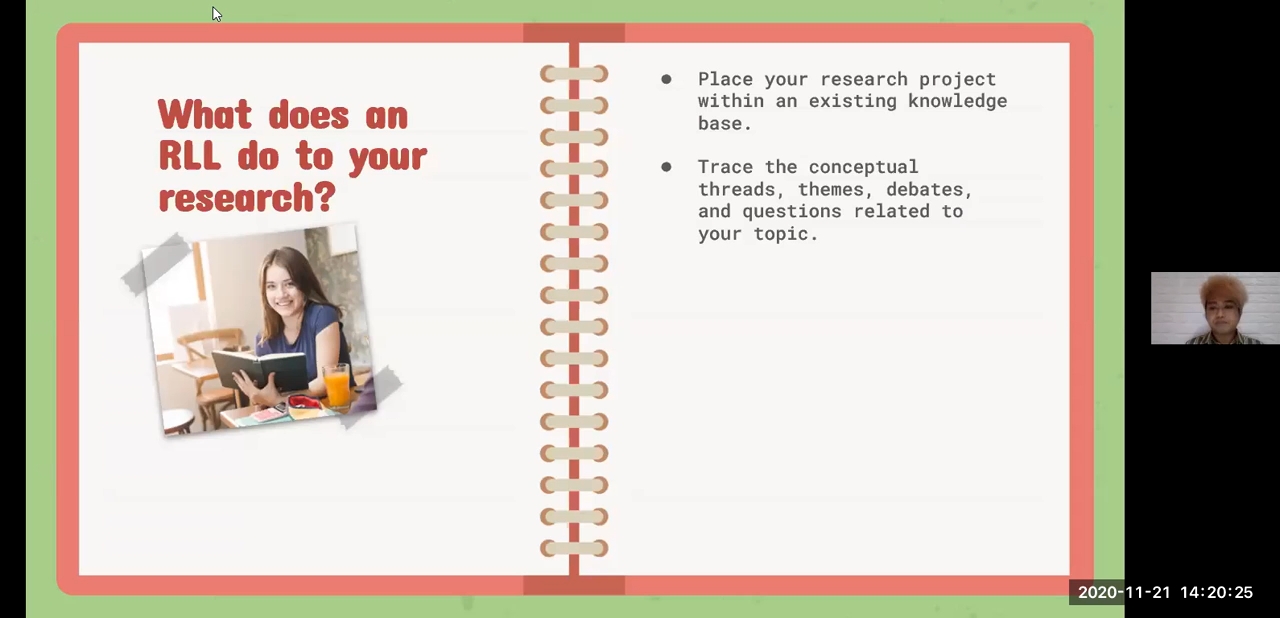 What does an
RLL do to your
research?
● Place your research project
within an existing knowledge
base.
● Trace the conceptual
threads, themes, debates,
and questions related to
your topic.
2020-11-21 14:20:25